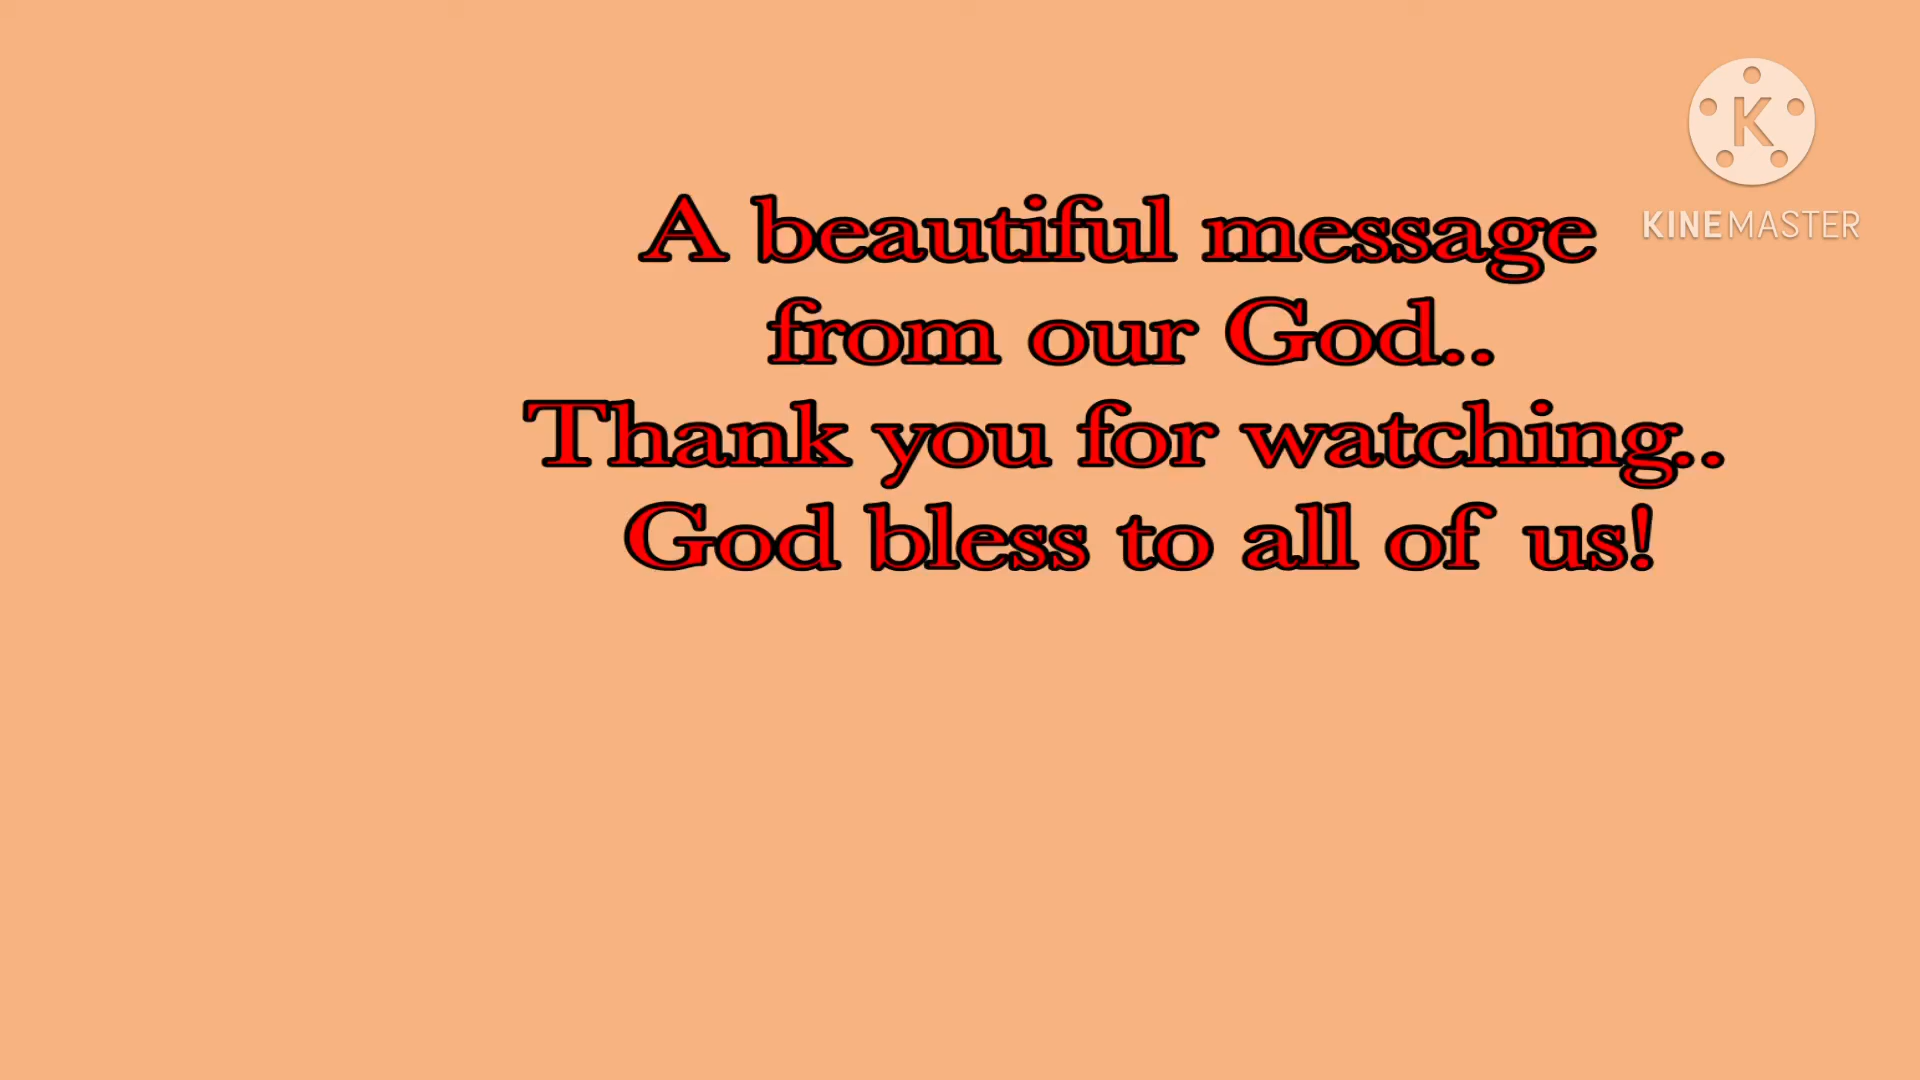 K
KINEMASTER
A beautiful message
from our God..
Thank you for watching..
God bless to all of us!